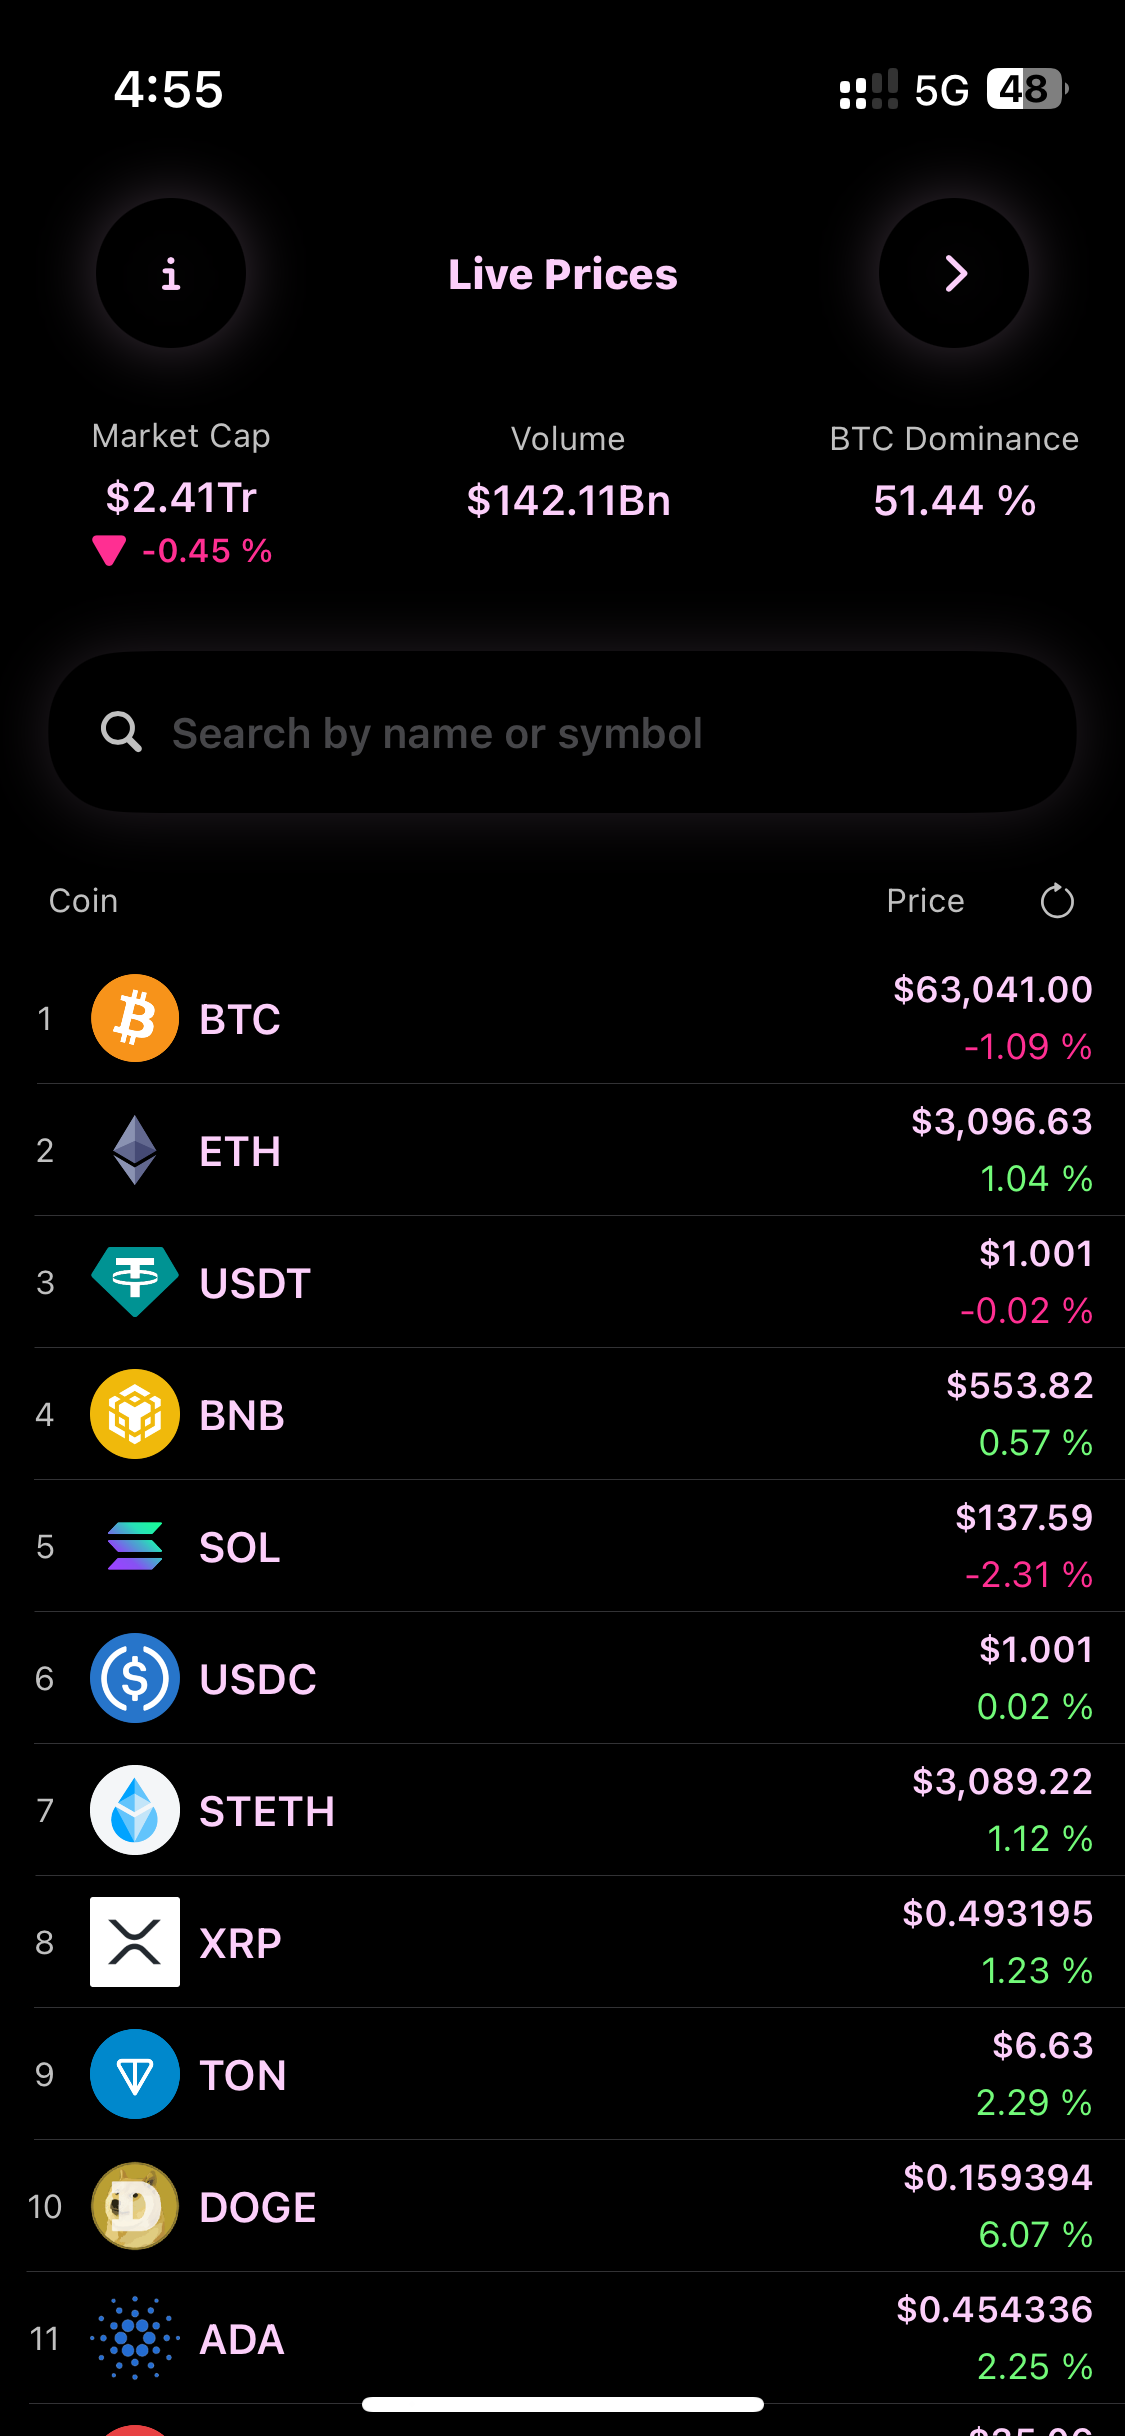 4:55
5G
48
i
Live Prices
Market Cap
Volume
BTC Dominance
$2.41Tr
$142.11Bn
51.44 %
-0.45 %
Search by name or symbol
Coin
Price
1
BTC
$63,041.00
-1.09 %
2
ETH
$3,096.63
1.04 %
3
USDT
$1.001
-0.02 %
4
BNB
$553.82
0.57 %
5
SOL
$137.59
-2.31 %
6
USDC
$1.001
0.02 %
7
STETH
$3,089.22
1.12 %
8
XRP
$0.493195
1.23 %
9
TON
$6.63
2.29 %
10
DOGE
$0.159394
6.07 %
11
ADA
$0.454336
2.25 %